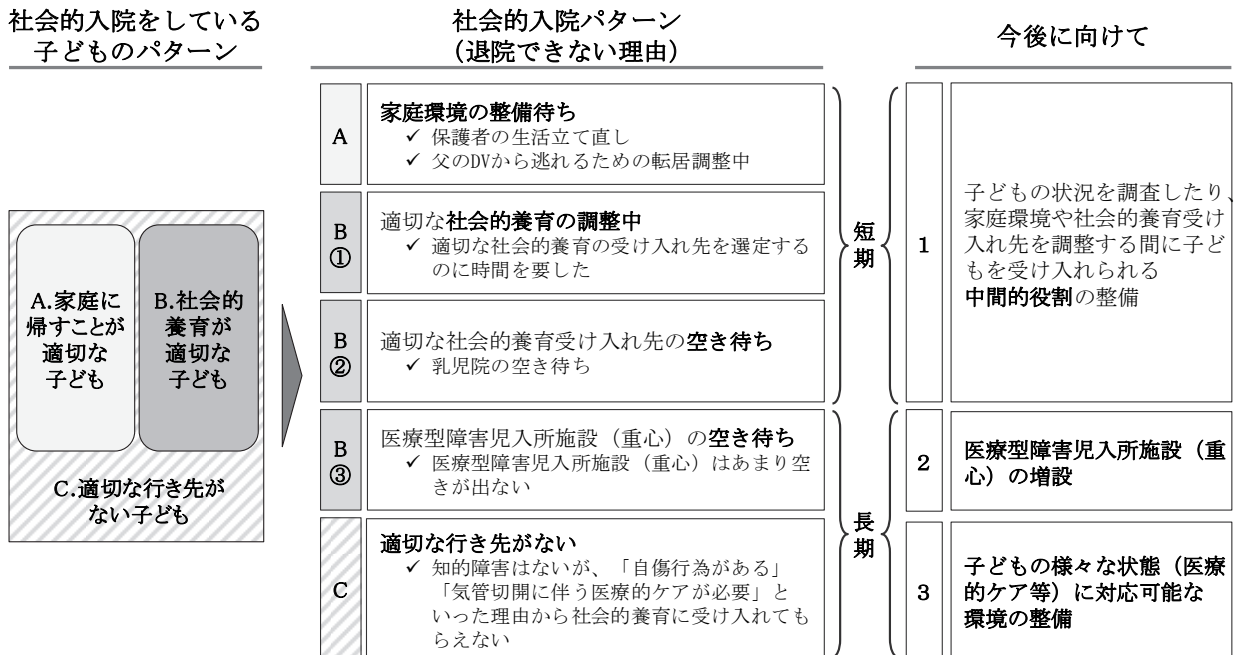 社会的入院をしている
子どものパターン
社会的入院パターン
（退院できない理由）
今後に向けて
A.家庭に
帰すことが
適切な
子ども
B.社会的
養育が
適切な
子ども
C.適切な行き先が
ない子ども
A
家庭環境の整備待ち
✓ 保護者の生活立て直し
✓ 父のDVから逃れるための転居調整中
B
①
適切な社会的養育の調整中
✓ 適切な社会的養育の受け入れ先を選定する
のに時間を要した
B
②
適切な社会的養育受け入れ先の空き待ち
✓ 乳児院の空き待ち
B
③
医療型障害児入所施設（重心）の空き待ち
✓ 医療型障害児入所施設（重心）はあまり空
きが出ない
C
適切な行き先がない
✓ 知的障害はないが、「自傷行為がある」
「気管切開に伴う医療的ケアが必要」と
いった理由から社会的養育に受け入れても
らえない
短
期
長
期
1
子どもの状況を調査したり、
家庭環境や社会的養育受け
入れ先を調整する間に子ど
もを受け入れられる
中間的役割の整備
2
医療型障害児入所施設（重
心）の増設
3
子どもの様々な状態（医療
的ケア等）に対応可能な
環境の整備